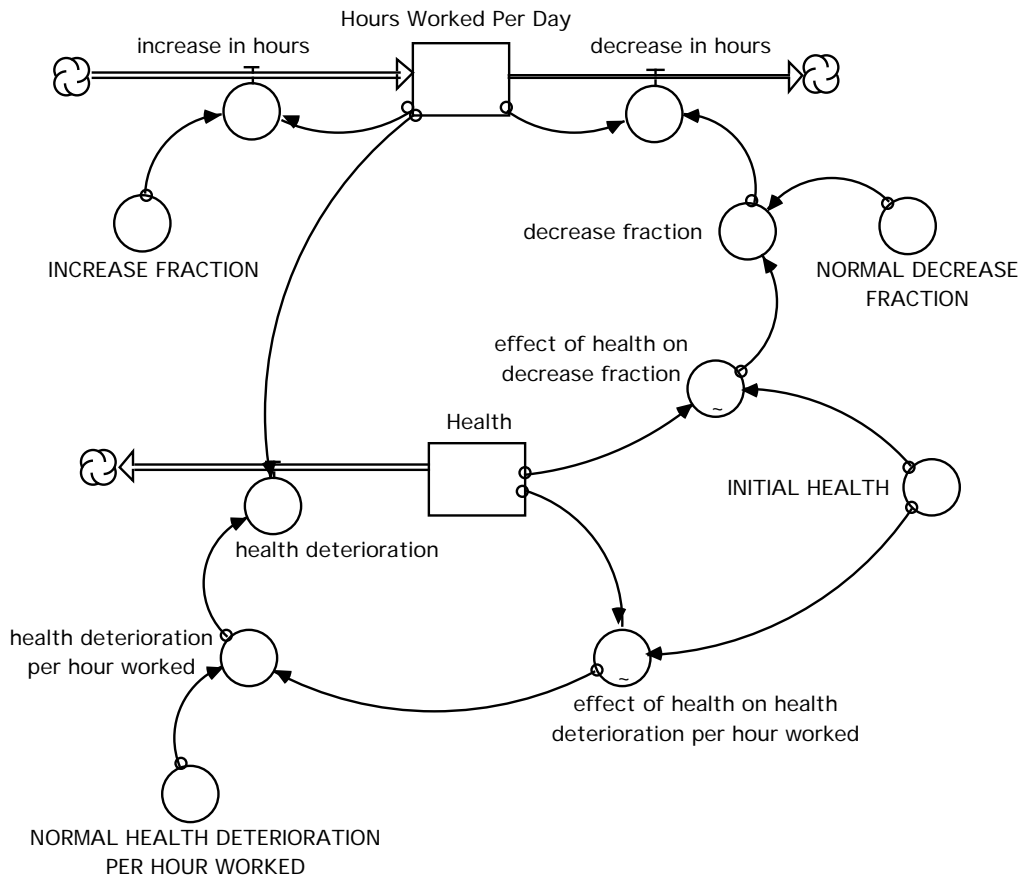 Hours Worked Per Day
increase in hours
decrease in hours
INCREASE FRACTION
decrease fraction
NORMAL DECREASE
FRACTION
effect of health on
decrease fraction
~
Health
INITIAL HEALTH
health deterioration
health deterioration
per hour worked
~
effect of health on health
deterioration per hour worked
NORMAL HEALTH DETERIORATION
PER HOUR WORKED